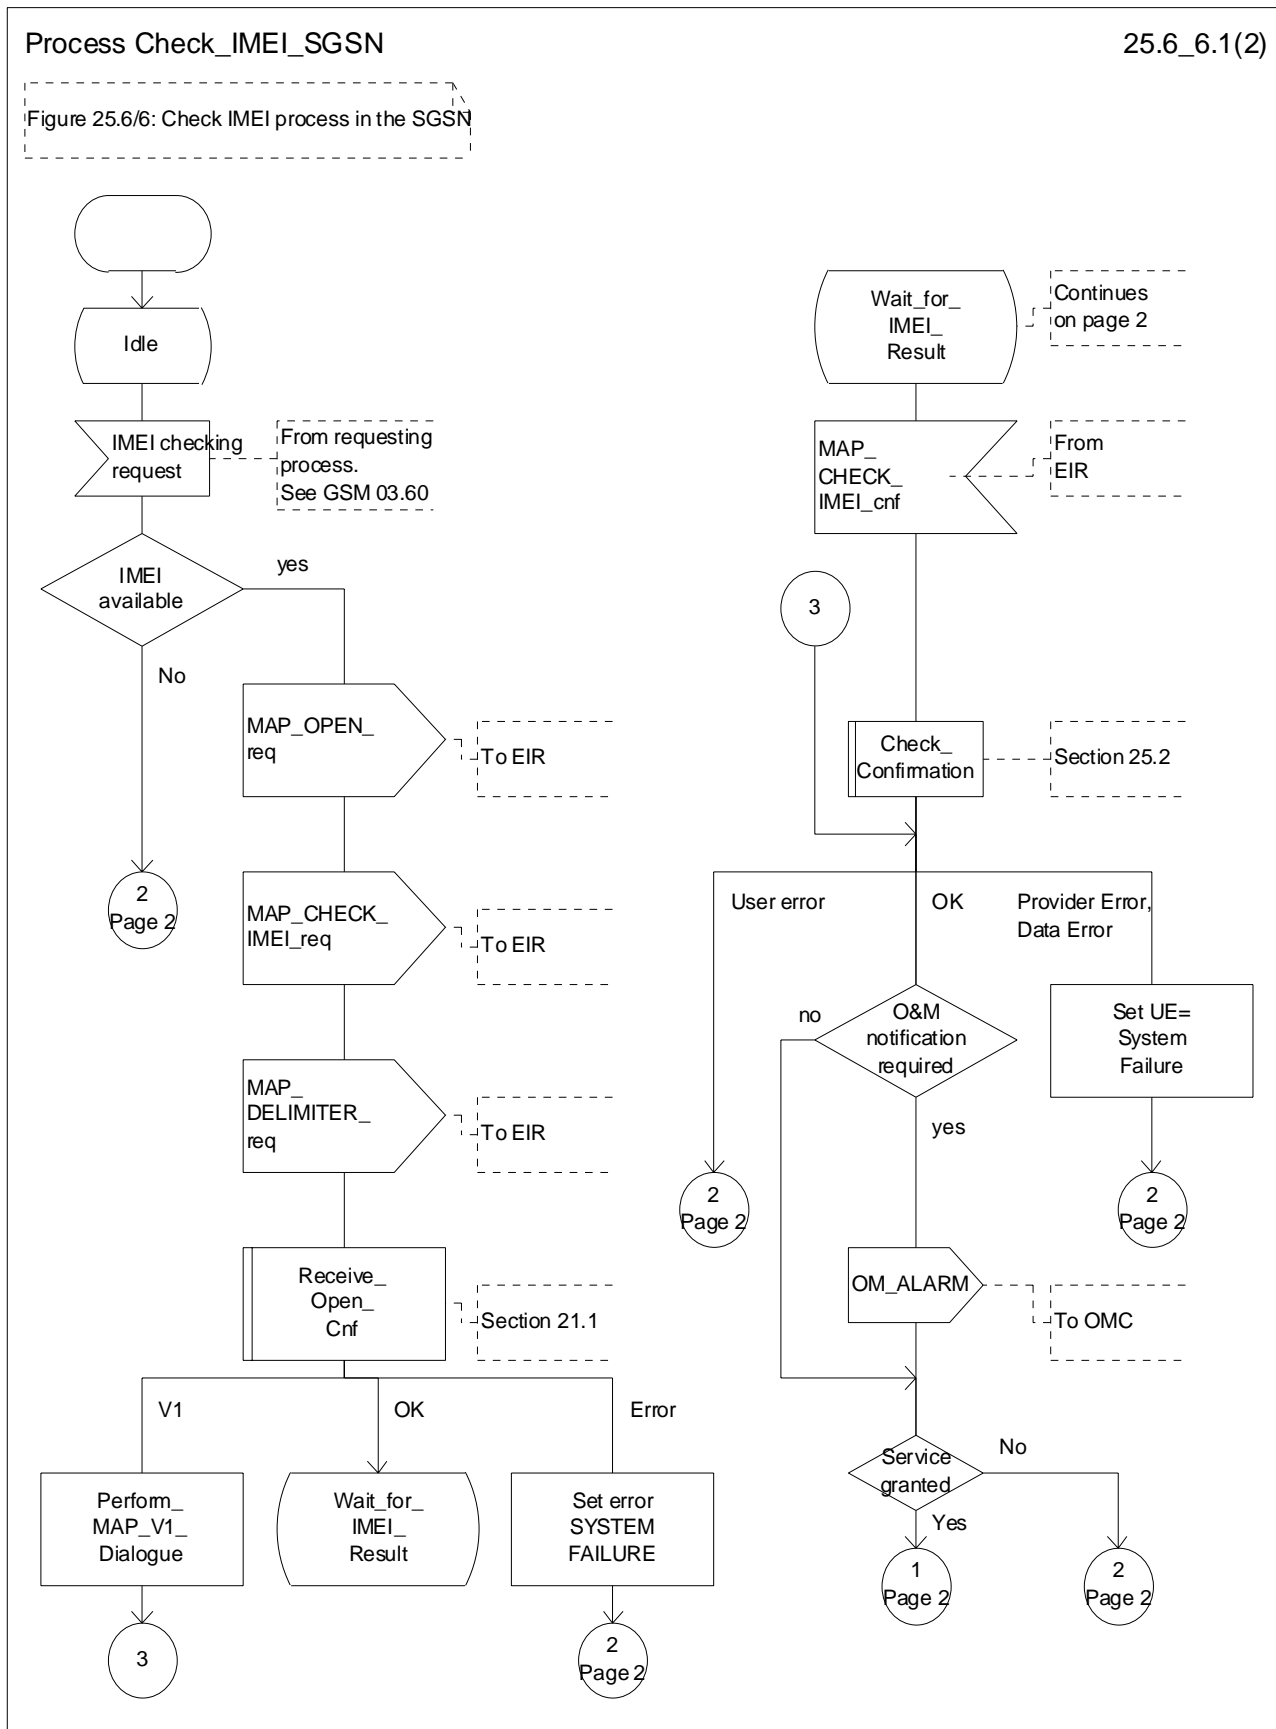 Process Check_IMEI_SGSN
25.6_6.1(2)
Figure 25.6/6: Check IMEI process in the SGSN
Idle
IMEI checking
request
From requesting
process.
See GSM 03.60
IMEI
available
yes
No
2
Page 2
MAP_OPEN_
req
To EIR
MAP_CHECK_
IMEI_req
To EIR
MAP_
DELIMITER_
req
To EIR
Receive_
Open_
Cnf
Section 21.1
V1
OK
Error
Perform_
MAP_V1_
Dialogue
Wait_for_
IMEI_
Result
Set error
SYSTEM
FAILURE
3
2
Page 2
Wait_for_
IMEI_
Result
Continues
on page 2
MAP_
CHECK_
IMEI_cnf
From
EIR
3
Check_
Confirmation
Section 25.2
User error
OK
Provider Error,
Data Error
no
O&M
notification
required
Set UE=
System
Failure
yes
2
Page 2
2
Page 2
OM_ALARM
To OMC
Service
granted
No
Yes
1
Page 2
2
Page 2